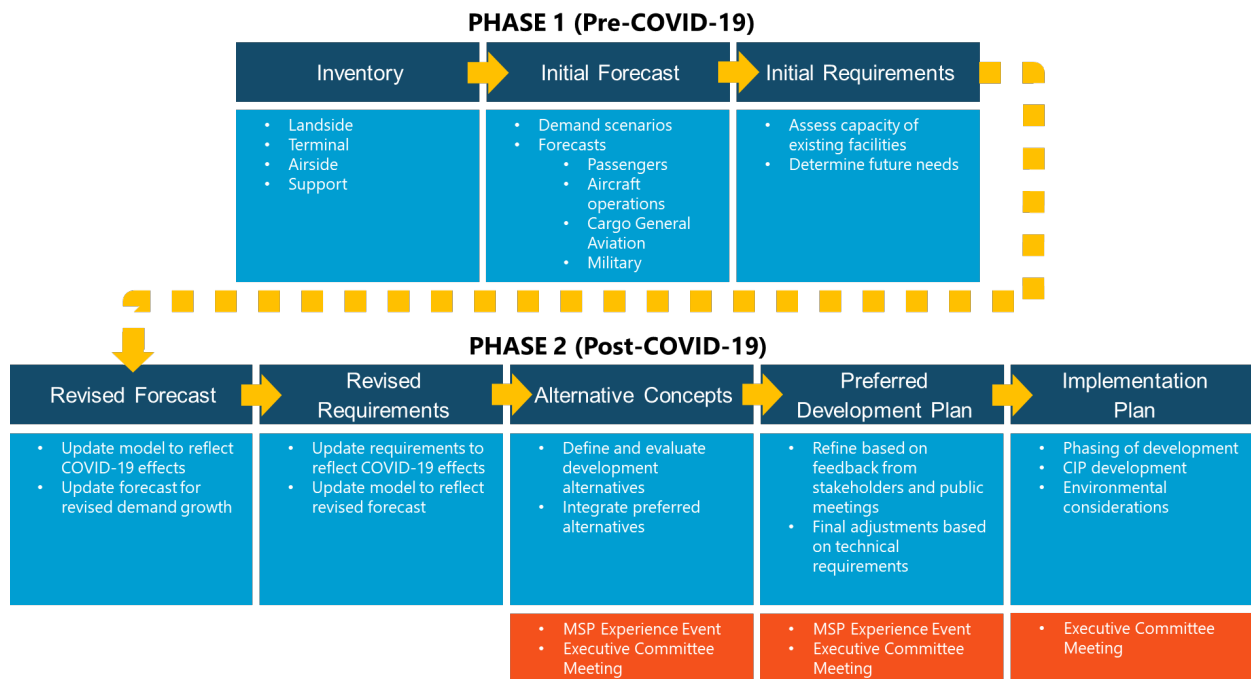 PHASE 1 (Pre-COVID-19)
Inventory
• Landside
• Terminal
• Airside
• Support
Initial Forecast
• Demand scenarios
• Forecasts
• Passengers
• Aircraft
operations
• Cargo General
Aviation
• Military
Initial Requirements
• Assess capacity of
existing facilities
• Determine future needs
PHASE 2 (Post-COVID-19)
Revised Forecast
• Update model to reflect
COVID-19 effects
• Update forecast for
revised demand growth
Revised
Requirements
• Update requirements to
reflect COVID-19 effects
• Update model to reflect
revised forecast
Alternative Concepts
• Define and evaluate
development
alternatives
• Integrate preferred
alternatives
• MSP Experience Event
• Executive Committee
Meeting
Preferred
Development Plan
• Refine based on
feedback from
stakeholders and public
meetings
• Final adjustments based
on technical
requirements
• MSP Experience Event
• Executive Committee
Meeting
Implementation
Plan
• Phasing of development
• CIP development
• Environmental
considerations
• Executive Committee
Meeting